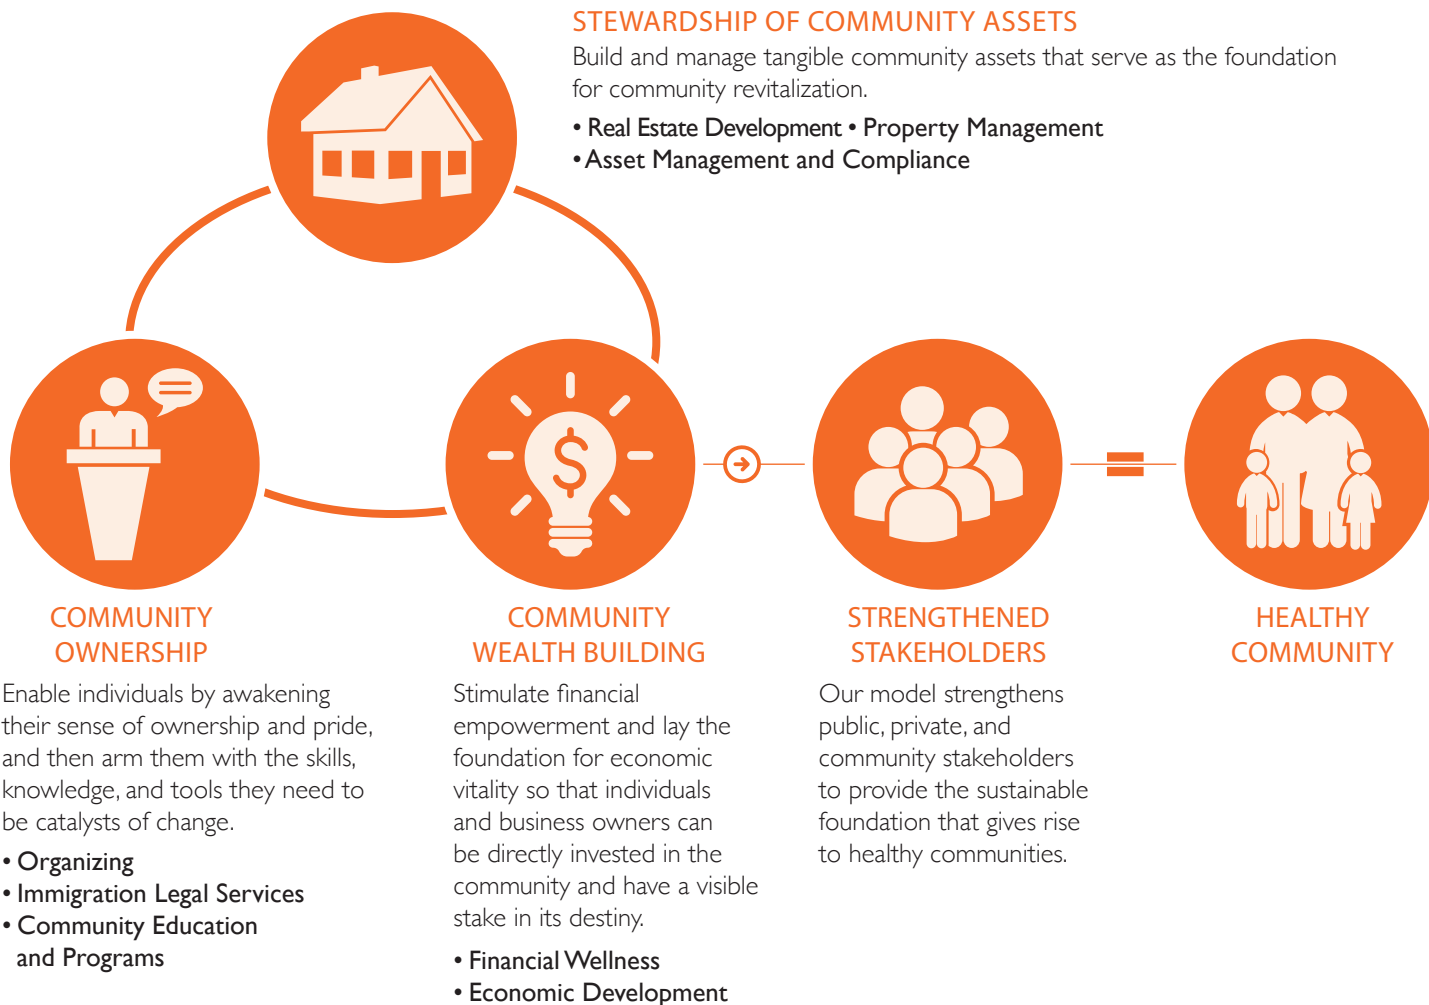 STEWARDSHIP OF COMMUNITY ASSETS
Build and manage tangible community assets that serve as the foundation
for community revitalization.
• Real Estate Development • Property Management
• Asset Management and Compliance
$
COMMUNITY
OWNERSHIP
Enable individuals by awakening
their sense of ownership and pride,
and then arm them with the skills,
knowledge, and tools they need to
be catalysts of change.
• Organizing
• Immigration Legal Services
• Community Education
and Programs
COMMUNITY
WEALTH BUILDING
Stimulate financial
empowerment and lay the
foundation for economic
vitality so that individuals
and business owners can
be directly invested in the
community and have a visible
stake in its destiny.
• Financial Wellness
• Economic Development
STRENGTHENED
STAKEHOLDERS
Our model strengthens
public, private, and
community stakeholders
to provide the sustainable
foundation that gives rise
to healthy communities.
HEALTHY
COMMUNITY